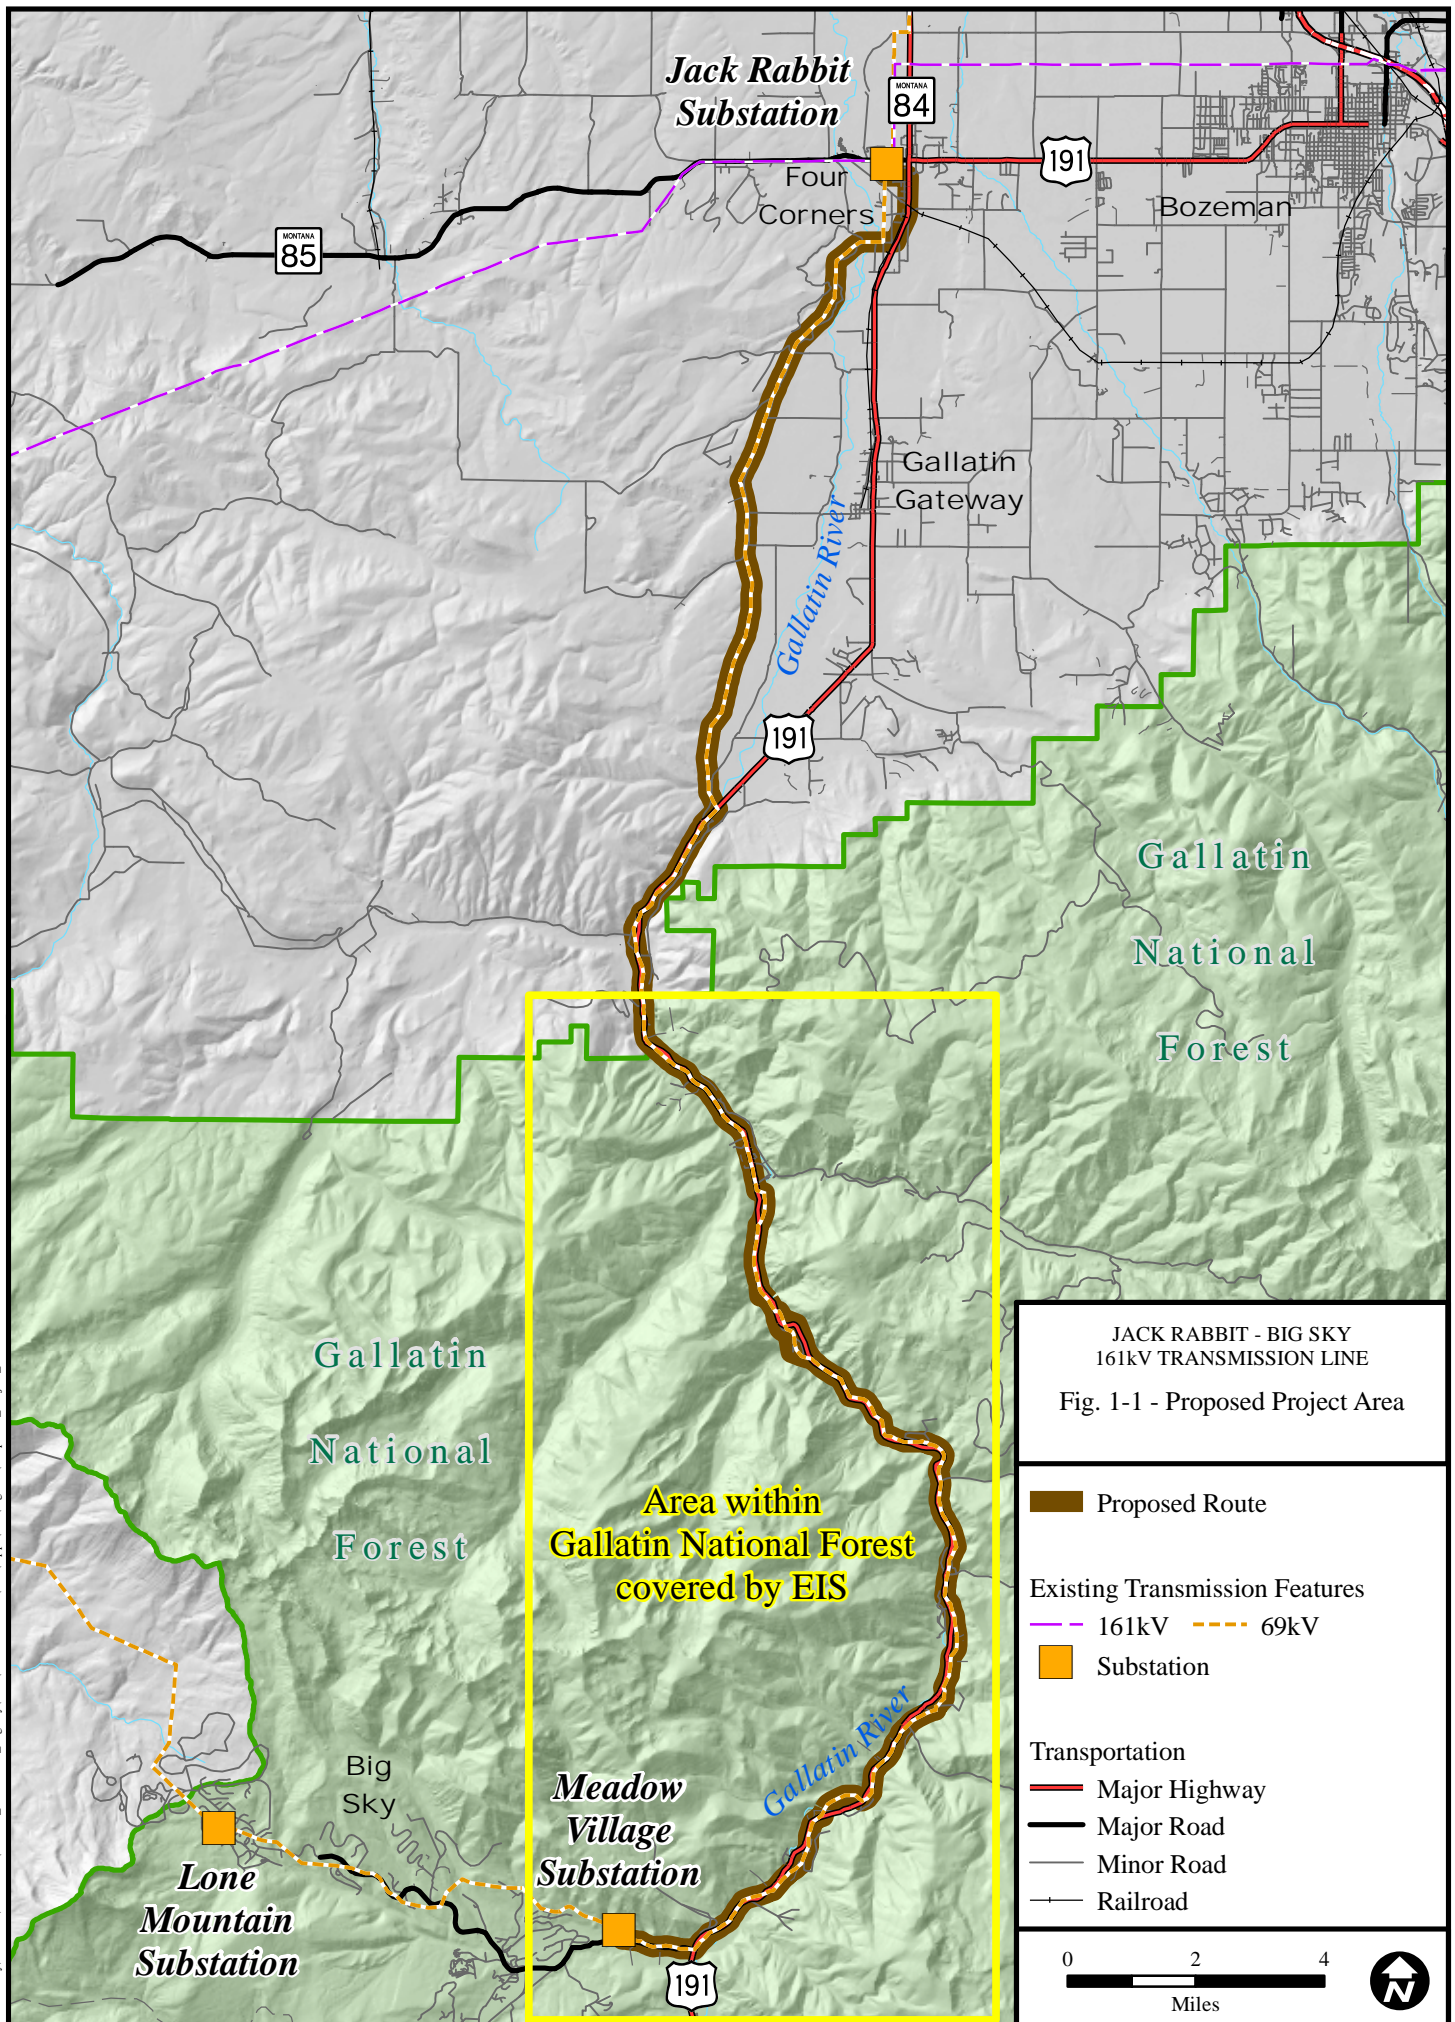 Jack Rabbit
Substation
MONTANA
84
191
Four
Corners
Bozeman
MONTANA
85
Gallatin
Gateway
Gallatin River
191
Gallatin
National
Forest
Gallatin
National
Forest
Area within
Gallatin National Forest
covered by EIS
Gallatin River
Big
Sky
Meadow
Village
Substation
Lone
Mountain
Substation
191
JACK RABBIT - BIG SKY
161kV TRANSMISSION LINE
Fig. 1-1 - Proposed Project Area
Proposed Route
Existing Transmission Features
161kV 69kV
Substation
Transportation
Major Highway
Major Road
Minor Road
Railroad
0 2 4
Miles
N